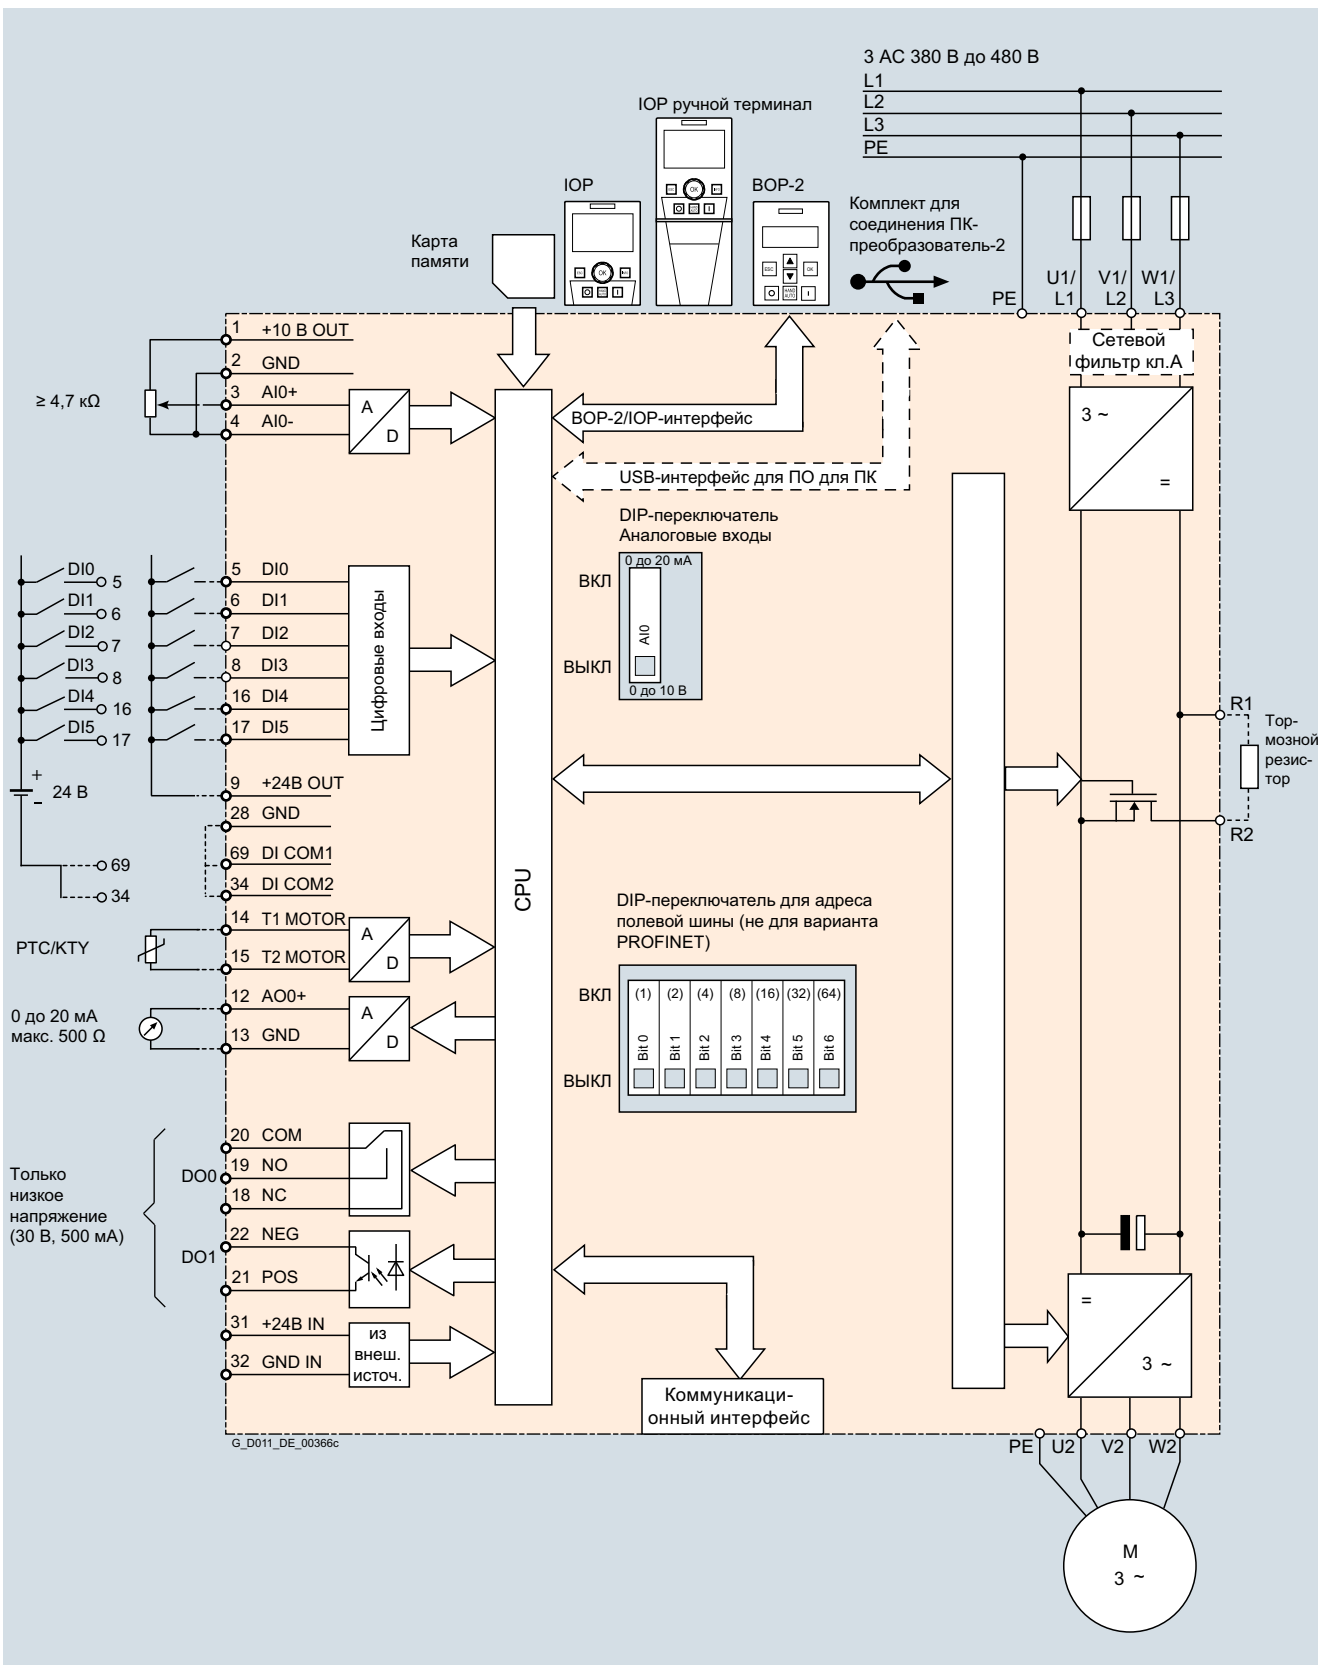 3 AC 380 В до 480 В
L1
L2
L3
PE
IOP ручной терминал
IOP
BOP-2
Комплект для
соединения ПК-
преобразователь-2
Карта
памяти
ESC
OK
HAND
AUTO
I
PE
U1/
L1
V1/
L2
W1/
L3
Сетевой
фильтр кл.А
3 ~
=
1 +10 В OUT
2 GND
3 AI0+
4 AI0-
≥ 4,7 кΩ
A
D
BOP-2/IOP-интерфейс
USB-интерфейс для ПО для ПК
DIP-переключатель
Аналоговые входы
0 до 20 мА
ВКЛ
AI0
ВЫКЛ
0 до 10 В
DI0 5
DI1 6
DI2 7
DI3 8
DI4 16
DI5 17
5 DI0
6 DI1
7 DI2
8 DI3
16 DI4
17 DI5
Цифровые входы
+
–
24 В
69
34
9 +24В OUT
28 GND
69 DI COM1
34 DI COM2
R1
Тор-
мозной
резис-
тор
R2
CPU
14 T1 MOTOR
15 T2 MOTOR
PTC/KTY
A
D
12 AO0+
13 GND
0 до 20 мА
макс. 500 Ω
A
D
DIP-переключатель для адреса
полевой шины (не для варианта
PROFINET)
ВКЛ
(1) (2) (4) (8) (16) (32) (64)
Bit 0 Bit 1 Bit 2 Bit 3 Bit 4 Bit 5 Bit 6
ВЫКЛ
Только
низкое
напряжение
(30 В, 500 мА)
DO0
20 COM
19 NO
18 NC
DO1
22 NEG
21 POS
31 +24В IN
32 GND IN
из
внеш.
источ.
Коммуникаци-
онный интерфейс
=
3 ~
G_D011_DE_00366c
PE U2 V2 W2
M
3 ~